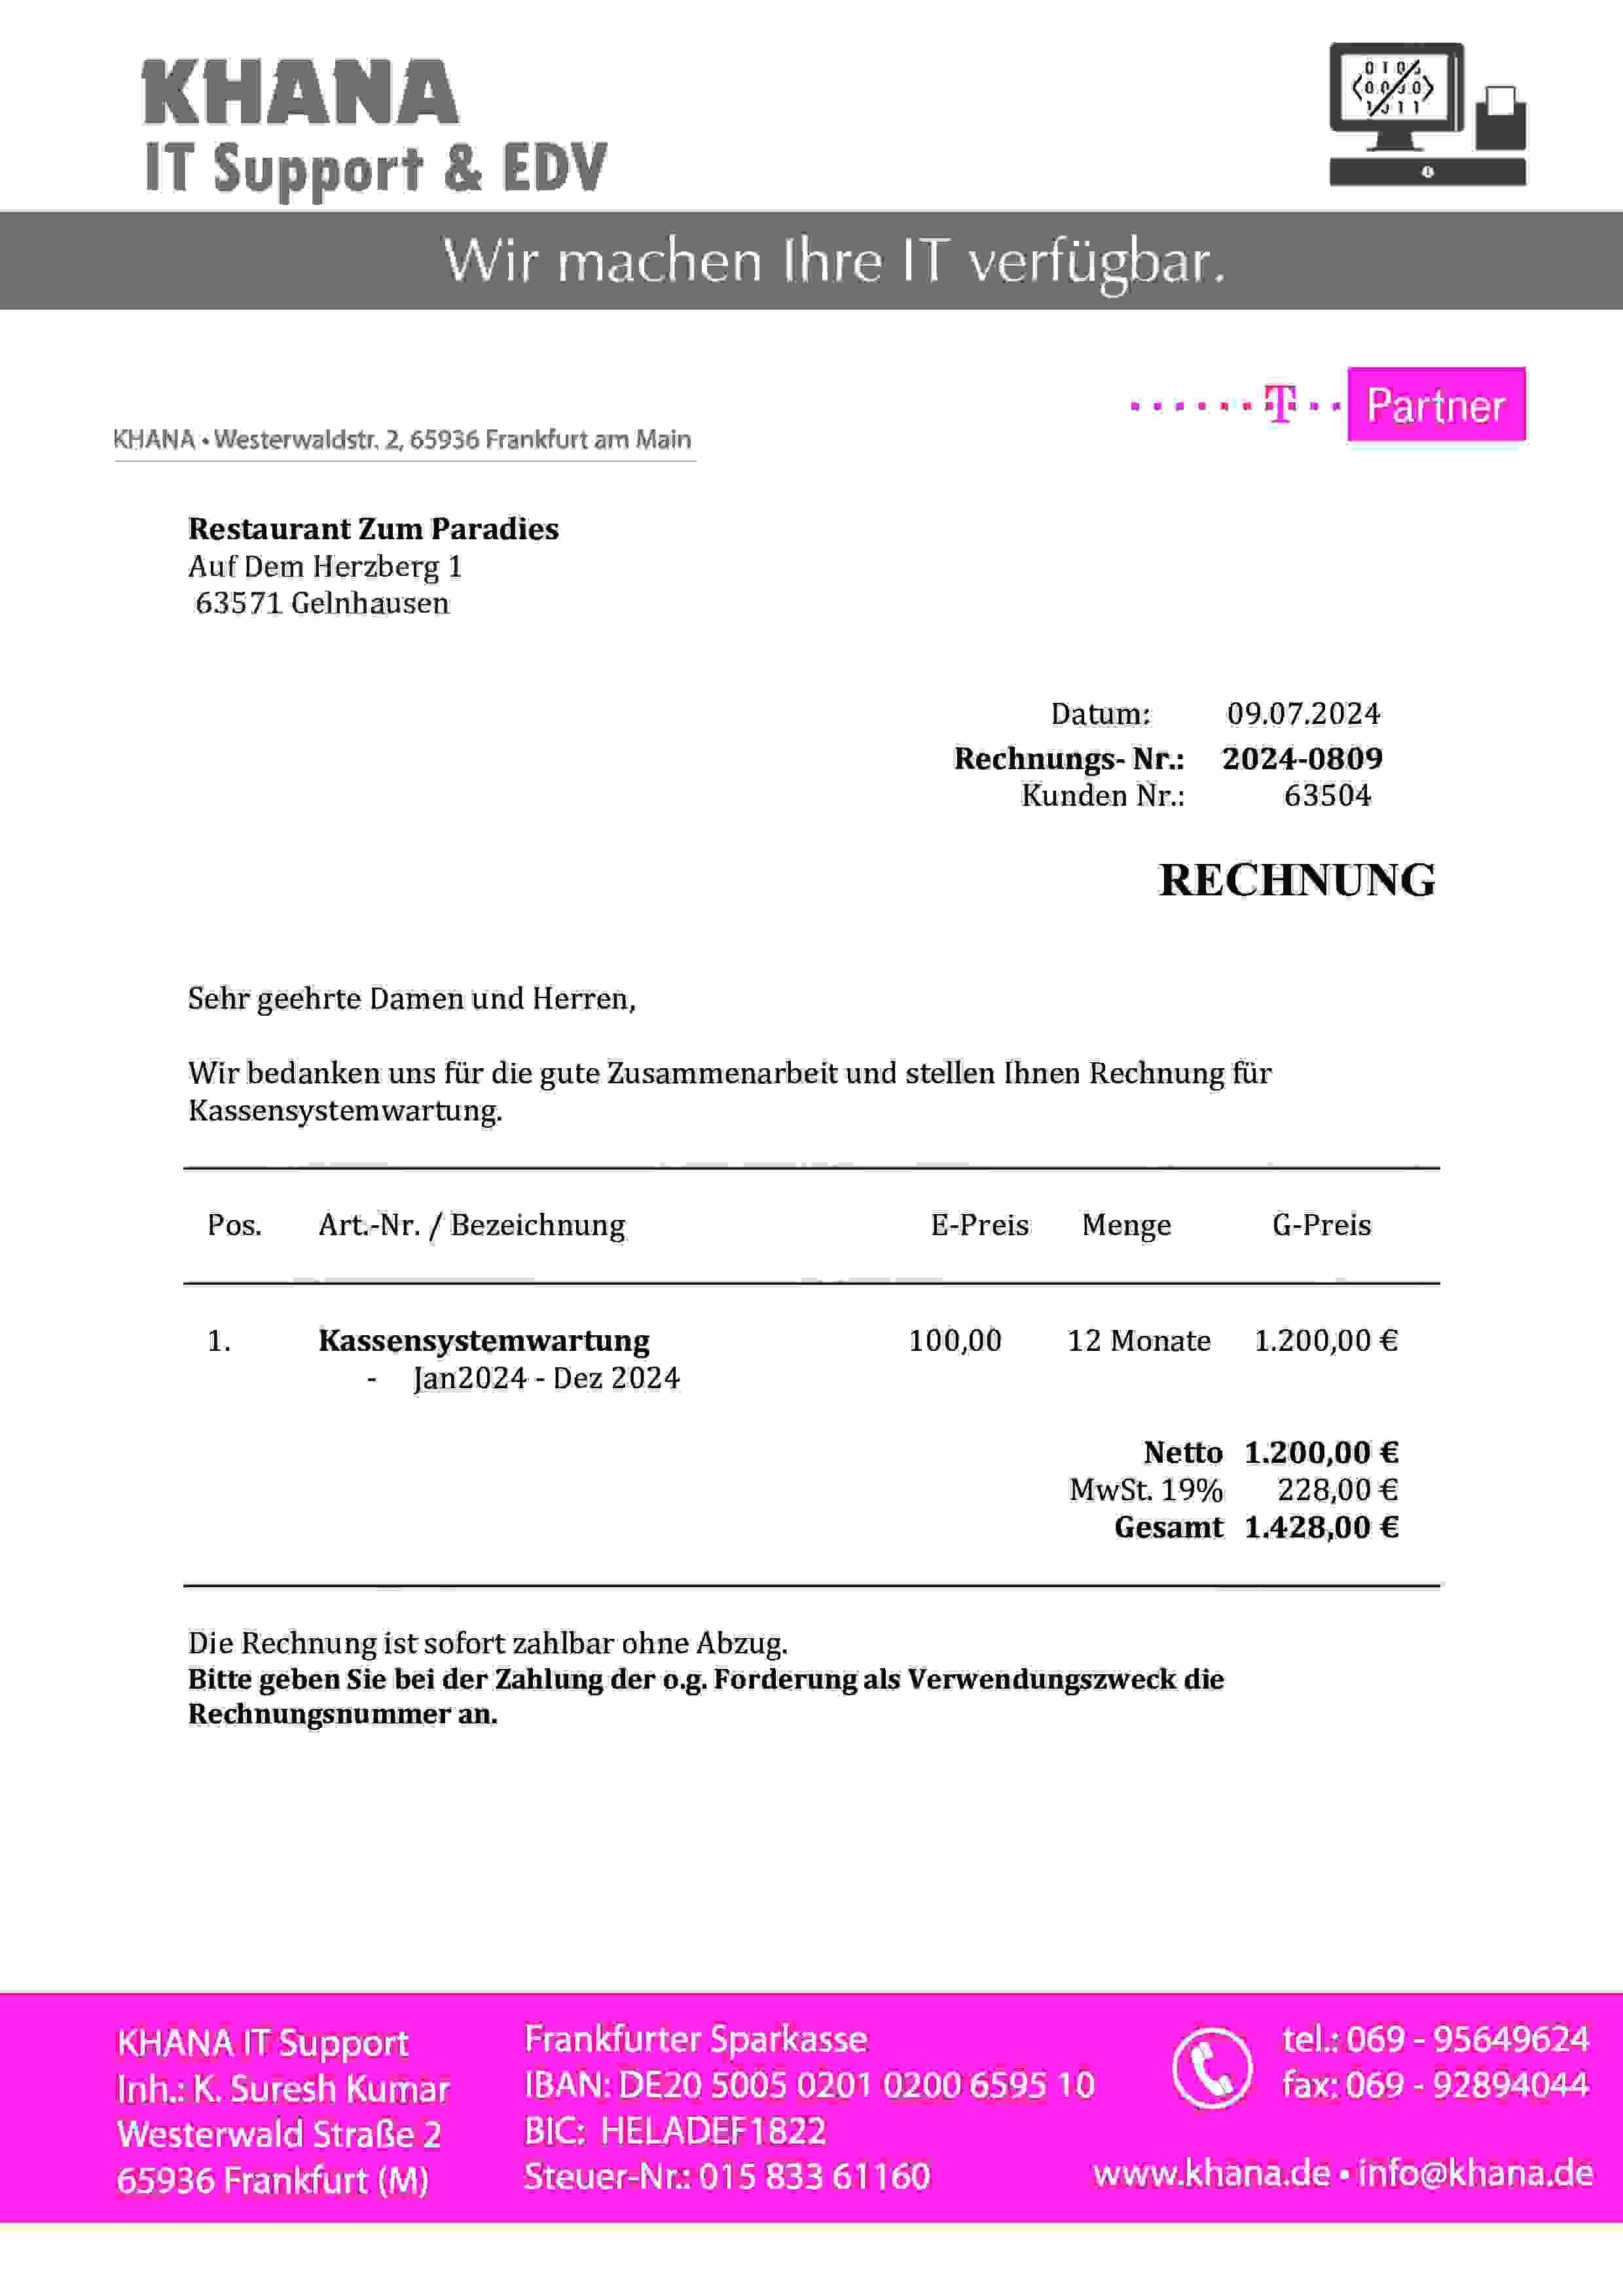 KHANA
IT Support & EDV
Wir machen Ihre IT verfügbar.
T Partner
KHANA • Westerwaldstr. 2, 65936 Frankfurt am Main
Restaurant Zum Paradies
Auf Dem Herzberg 1
63571 Gelnhausen
Datum: 09.07.2024
Rechnungs- Nr.: 2024-0809
Kunden Nr.: 63504
RECHNUNG
Sehr geehrte Damen und Herren,
Wir bedanken uns für die gute Zusammenarbeit und stellen Ihnen Rechnung für
Kassensystemwartung.
Pos. Art.-Nr. / Bezeichnung E-Preis Menge G-Preis
1. Kassensystemwartung 100,00 12 Monate 1.200,00 €
- Jan2024 - Dez 2024
Netto 1.200,00 €
MwSt. 19% 228,00 €
Gesamt 1.428,00 €
Die Rechnung ist sofort zahlbar ohne Abzug.
Bitte geben Sie bei der Zahlung der o.g. Forderung als Verwendungszweck die
Rechnungsnummer an.
KHANA IT Support
Inh.: K. Suresh Kumar
Westerwald Straße 2
65936 Frankfurt (M)
Frankfurter Sparkasse
IBAN: DE20 5005 0201 0200 6595 10
BIC: HELADEF1822
Steuer-Nr.: 015 833 61160
tel.: 069 - 95649624
fax: 069 - 92894044
www.khana.de • info@khana.de